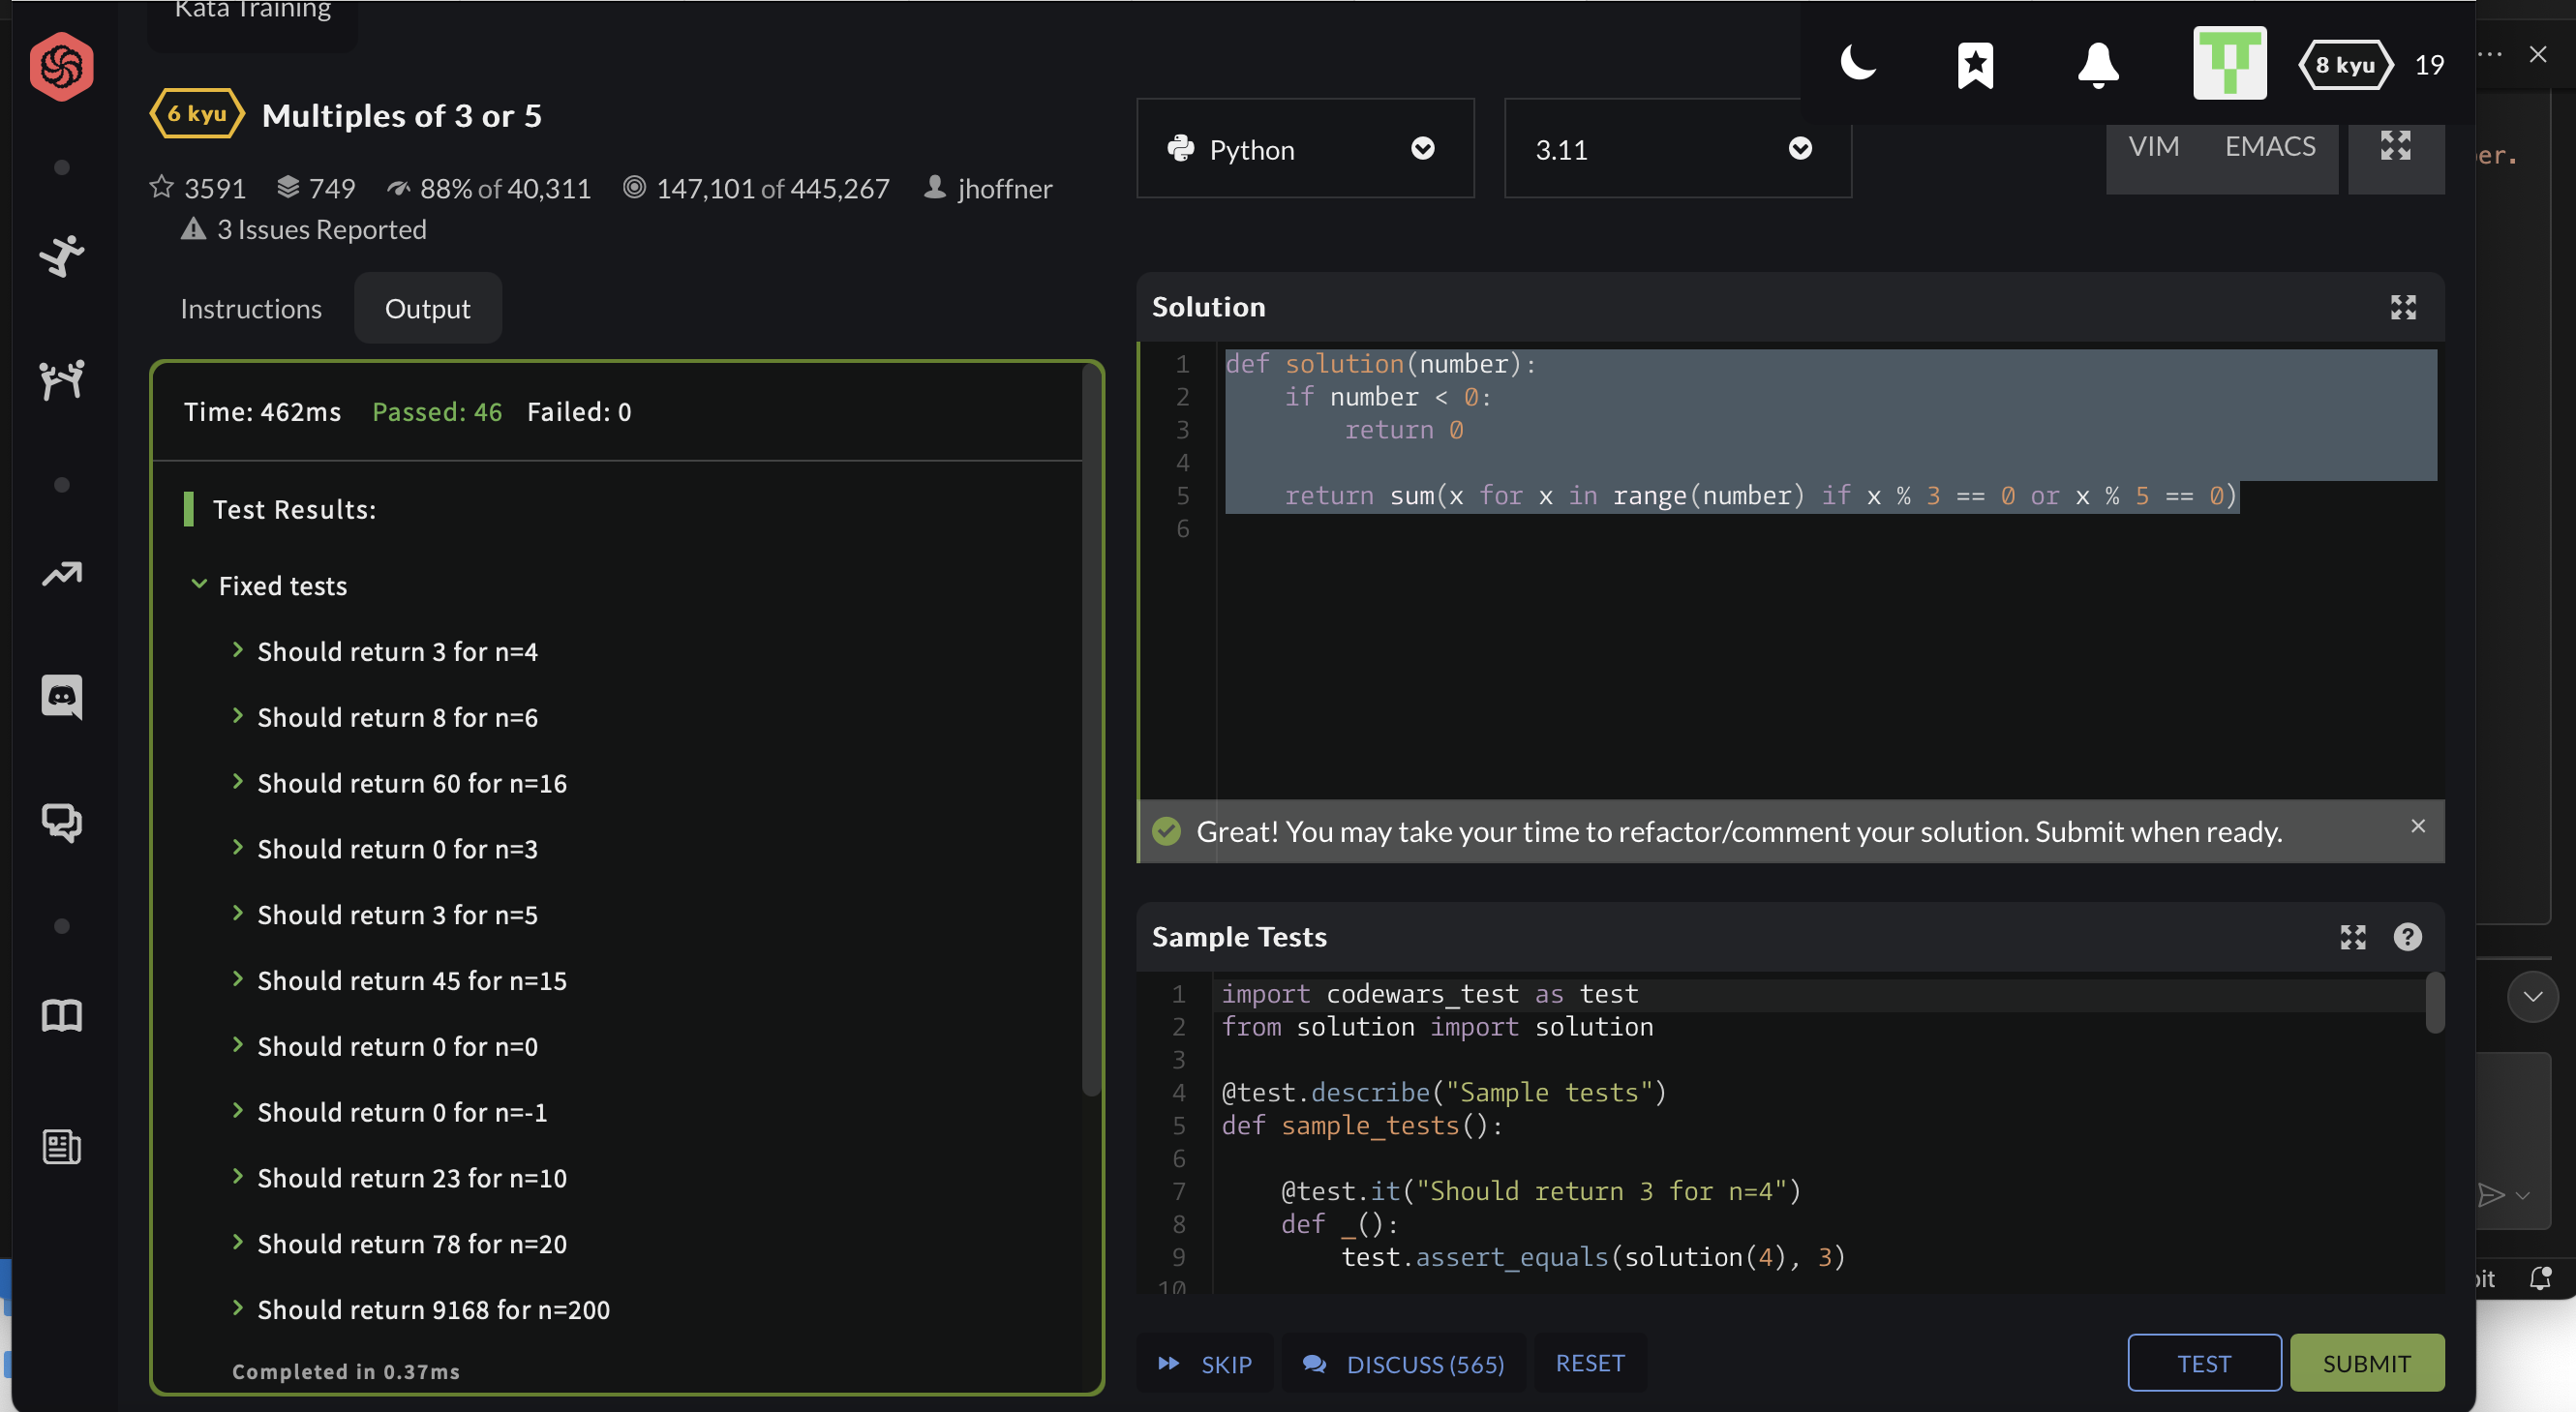 Kata Training
8 kyu 19
6 kyu Multiples of 3 or 5
3591 749 88% of 40,311 147,101 of 445,267 jhoffner
3 Issues Reported
Python
3.11
VIM EMACS
er.
Instructions Output
Time: 462ms Passed: 46 Failed: 0
Test Results:
Fixed tests
Should return 3 for n=4
Should return 8 for n=6
Should return 60 for n=16
Should return 0 for n=3
Should return 3 for n=5
Should return 45 for n=15
Should return 0 for n=0
Should return 0 for n=-1
Should return 23 for n=10
Should return 78 for n=20
Should return 9168 for n=200
Completed in 0.37ms
Solution
1 def solution(number):
2     if number < 0:
3         return 0
4
5     return sum(x for x in range(number) if x % 3 == 0 or x % 5 == 0)
6
Great! You may take your time to refactor/comment your solution. Submit when ready.
Sample Tests
1 import codewars_test as test
2 from solution import solution
3
4 @test.describe("Sample tests")
5 def sample_tests():
6
7     @test.it("Should return 3 for n=4")
8     def _():
9         test.assert_equals(solution(4), 3)
10
SKIP DISCUSS (565) RESET TEST SUBMIT